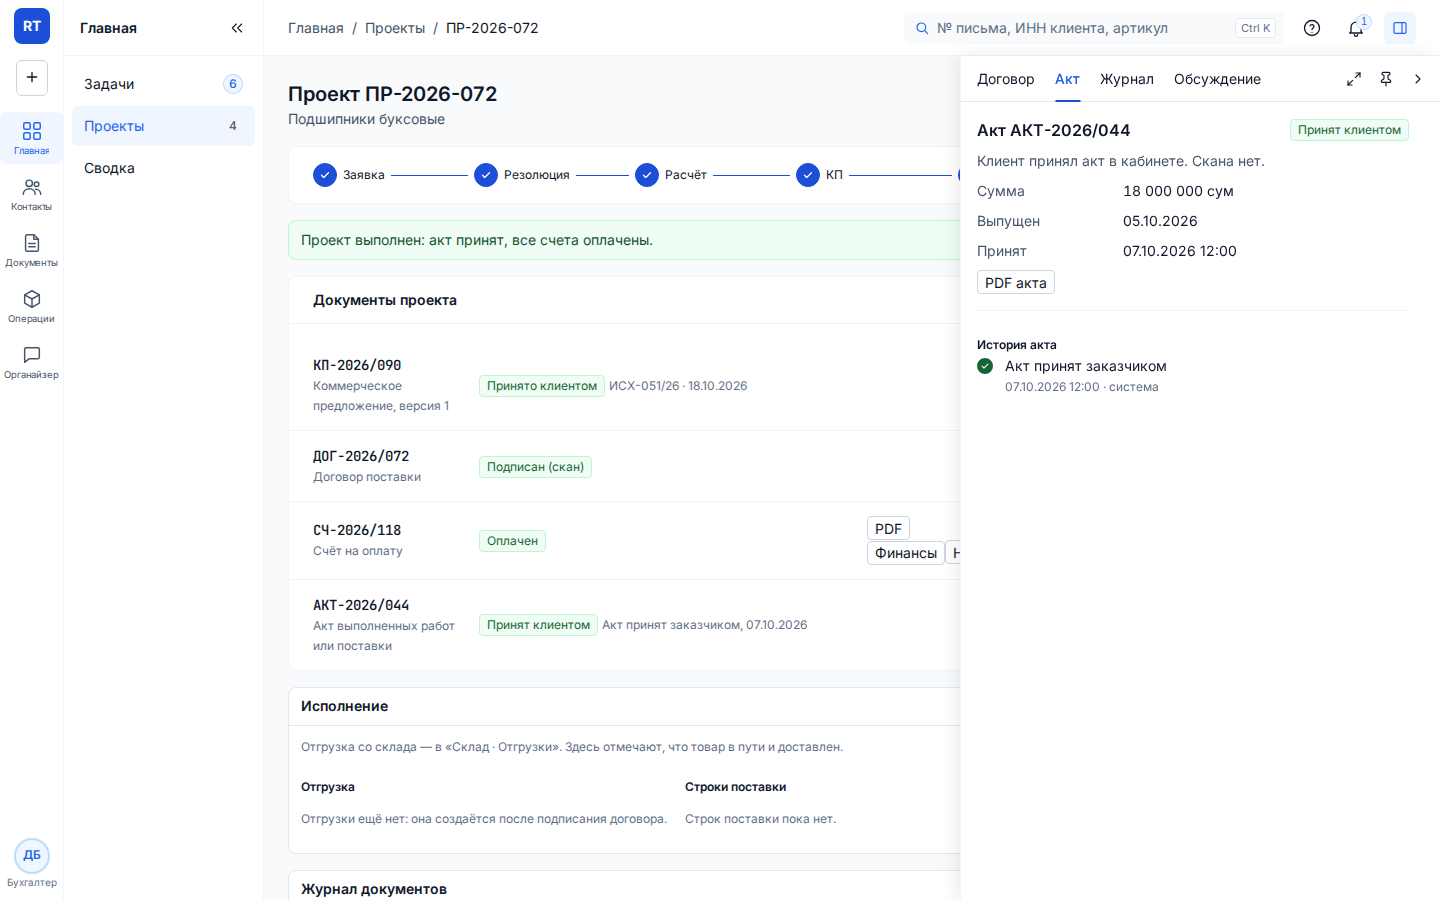 RT
Главная
Главная / Проекты / ПР-2026-072
№ письма, ИНН клиента, артикул
Ctrl K
1
Главная
Контакты
Документы
Операции
Органайзер
ДБ
Бухгалтер
Задачи 6
Проекты 4
Сводка
Проект ПР-2026-072
Подшипники буксовые
Заявка
Резолюция
Расчёт
КП
Проект выполнен: акт принят, все счета оплачены.
Документы проекта
КП-2026/090
Коммерческое
предложение, версия 1
Принято клиентом ИСХ-051/26 · 18.10.2026
ДОГ-2026/072
Договор поставки
Подписан (скан)
СЧ-2026/118
Счёт на оплату
Оплачен
PDF
Финансы
АКТ-2026/044
Акт выполненных работ
или поставки
Принят клиентом Акт принят заказчиком, 07.10.2026
Исполнение
Отгрузка со склада — в «Склад · Отгрузки». Здесь отмечают, что товар в пути и доставлен.
Отгрузка
Отгрузки ещё нет: она создаётся после подписания договора.
Строки поставки
Строк поставки пока нет.
Журнал документов
Договор
Акт
Журнал
Обсуждение
Акт АКТ-2026/044
Принят клиентом
Клиент принял акт в кабинете. Скана нет.
Сумма 18 000 000 сум
Выпущен 05.10.2026
Принят 07.10.2026 12:00
PDF акта
История акта
Акт принят заказчиком
07.10.2026 12:00 · система